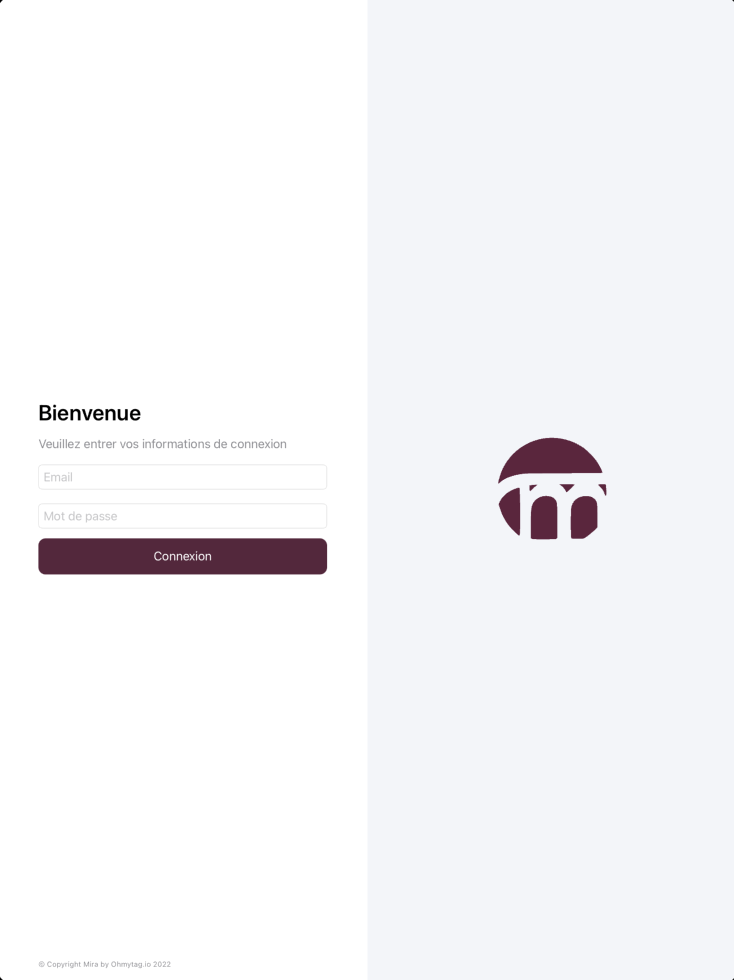 Bienvenue
Veuillez entrer vos informations de connexion
Email
Mot de passe
Connexion
© Copyright Mira by Ohmytag.io 2022
m